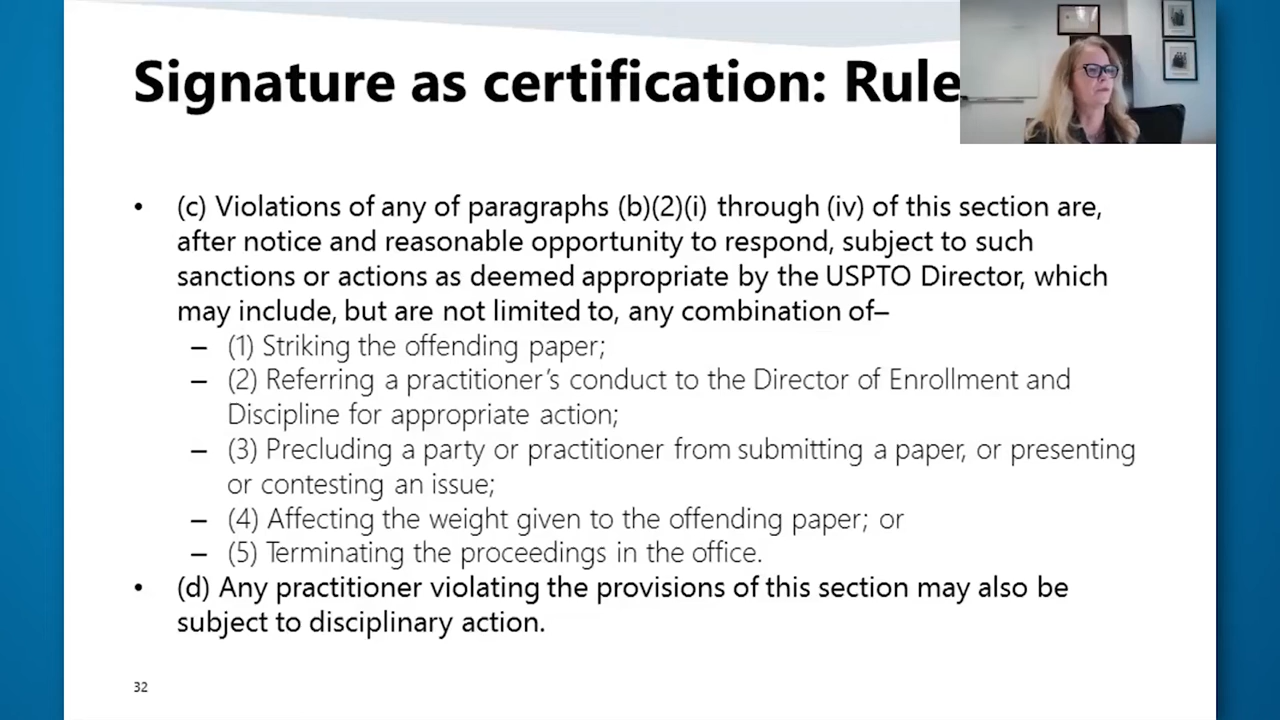 Signature as certification: Rule
• (c) Violations of any of paragraphs (b)(2)(i) through (iv) of this section are,
after notice and reasonable opportunity to respond, subject to such
sanctions or actions as deemed appropriate by the USPTO Director, which
may include, but are not limited to, any combination of–
– (1) Striking the offending paper;
– (2) Referring a practitioner’s conduct to the Director of Enrollment and
Discipline for appropriate action;
– (3) Precluding a party or practitioner from submitting a paper, or presenting
or contesting an issue;
– (4) Affecting the weight given to the offending paper; or
– (5) Terminating the proceedings in the office.
• (d) Any practitioner violating the provisions of this section may also be
subject to disciplinary action.
32